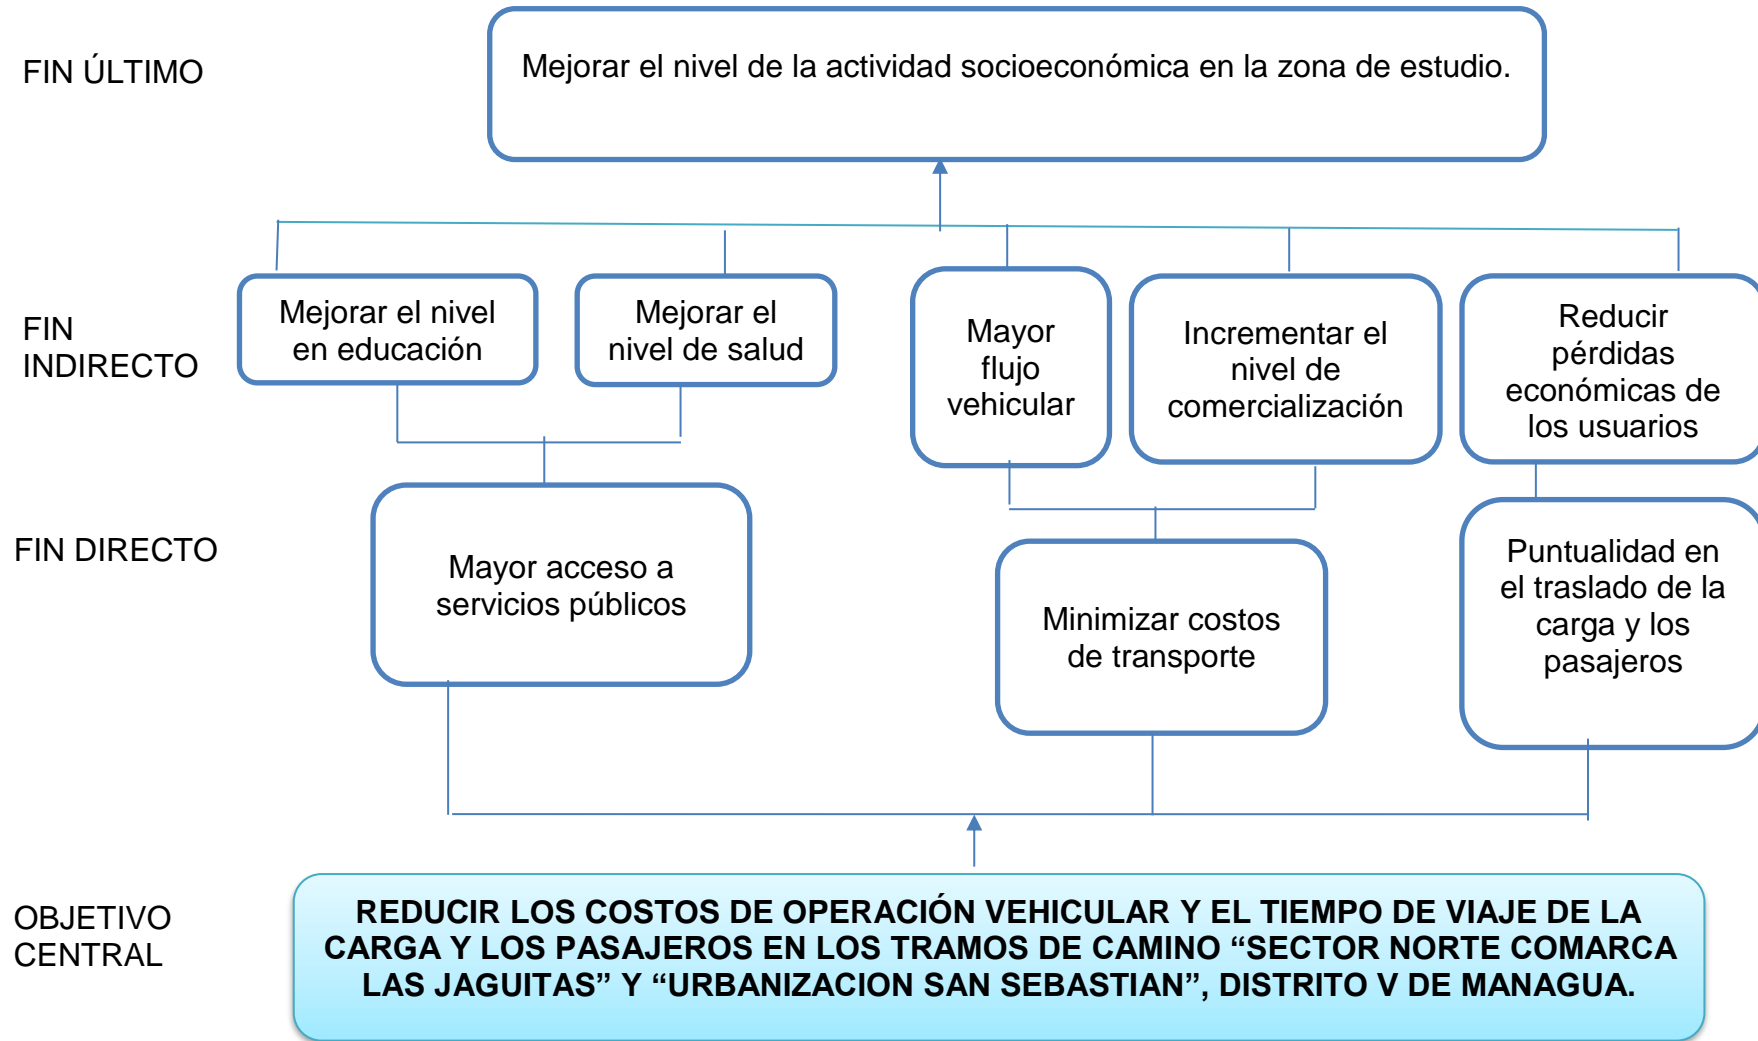 FIN ÚLTIMO
Mejorar el nivel de la actividad socioeconómica en la zona de estudio.
FIN
INDIRECTO
Mejorar el nivel
en educación
Mejorar el
nivel de salud
Mayor
flujo
vehicular
Incrementar el
nivel de
comercialización
Reducir
pérdidas
económicas de
los usuarios
FIN DIRECTO
Mayor acceso a
servicios públicos
Minimizar costos
de transporte
Puntualidad en
el traslado de la
carga y los
pasajeros
OBJETIVO
CENTRAL
REDUCIR LOS COSTOS DE OPERACIÓN VEHICULAR Y EL TIEMPO DE VIAJE DE LA
CARGA Y LOS PASAJEROS EN LOS TRAMOS DE CAMINO “SECTOR NORTE COMARCA
LAS JAGUITAS” Y “URBANIZACION SAN SEBASTIAN”, DISTRITO V DE MANAGUA.